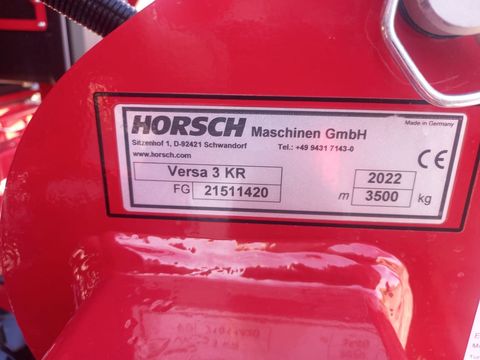 HORSCH Maschinen GmbH
Made in Germany
Sitzenhof 1, D-92421 Schwandorf Tel.: +49 9431 7143-0
www.horsch.com
CE
Versa 3 KR 2022
FG 21511420 m 3500 kg